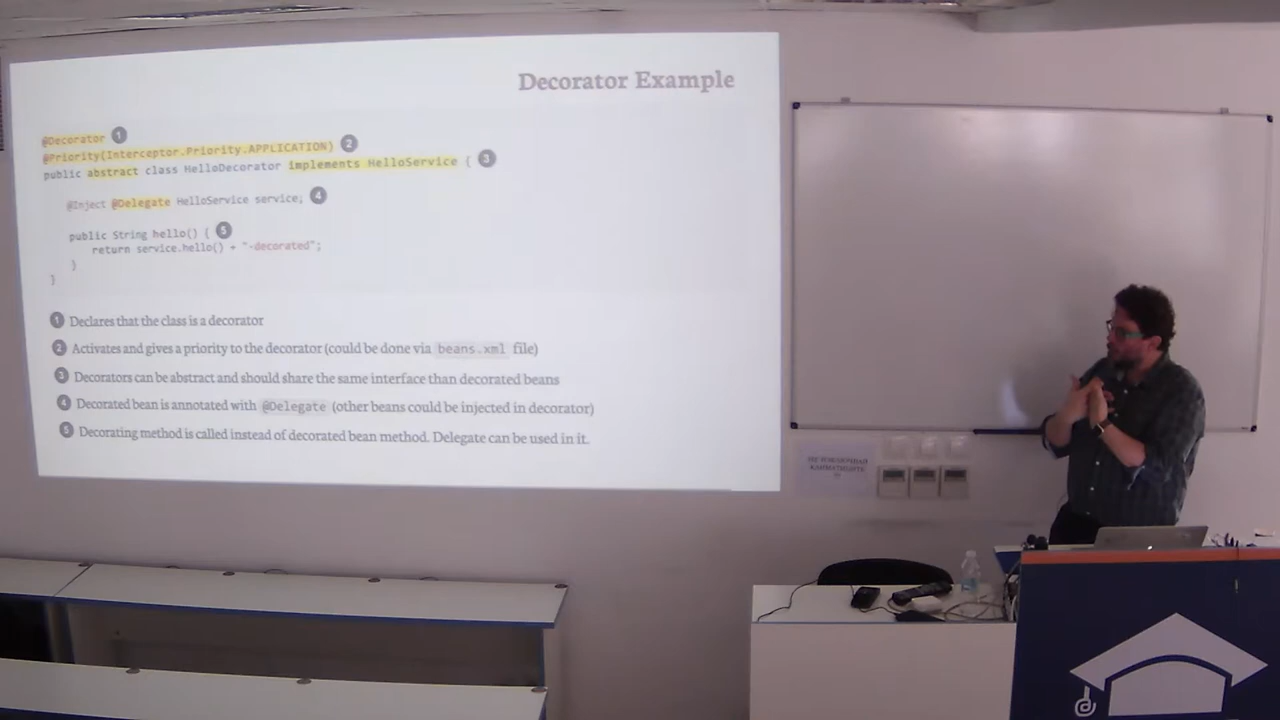 Decorator Example
@Decorator 1
@Priority(Interceptor.Priority.APPLICATION) 2
public abstract class HelloDecorator implements HelloService { 3
@Inject @Delegate HelloService service; 4
public String hello() { 5
return service.hello() + "-decorated";
}
}
1 Declares that the class is a decorator
2 Activates and gives a priority to the decorator (could be done via beans.xml file)
3 Decorators can be abstract and should share the same interface than decorated beans
4 Decorated bean is annotated with @Delegate (other beans could be injected in decorator)
5 Decorating method is called instead of decorated bean method. Delegate can be used in it.